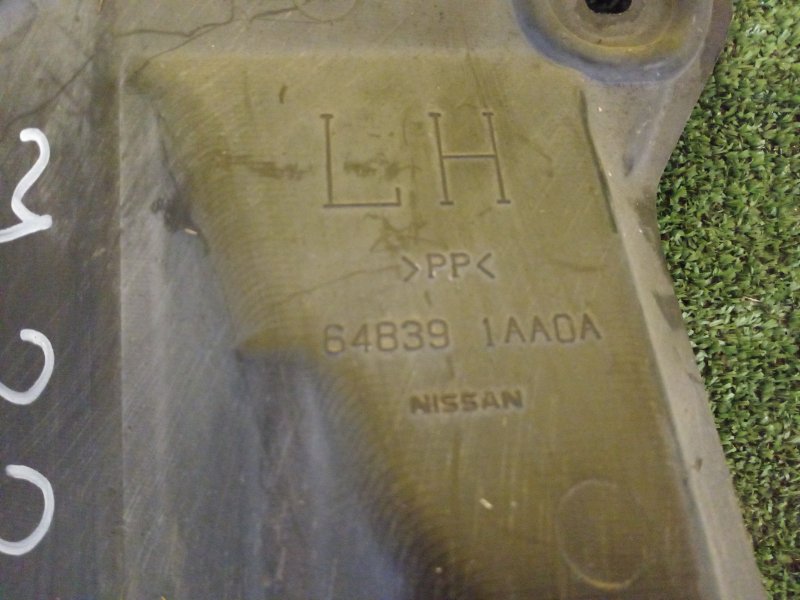 LH
>PP<
64839 1AA0A
NISSAN